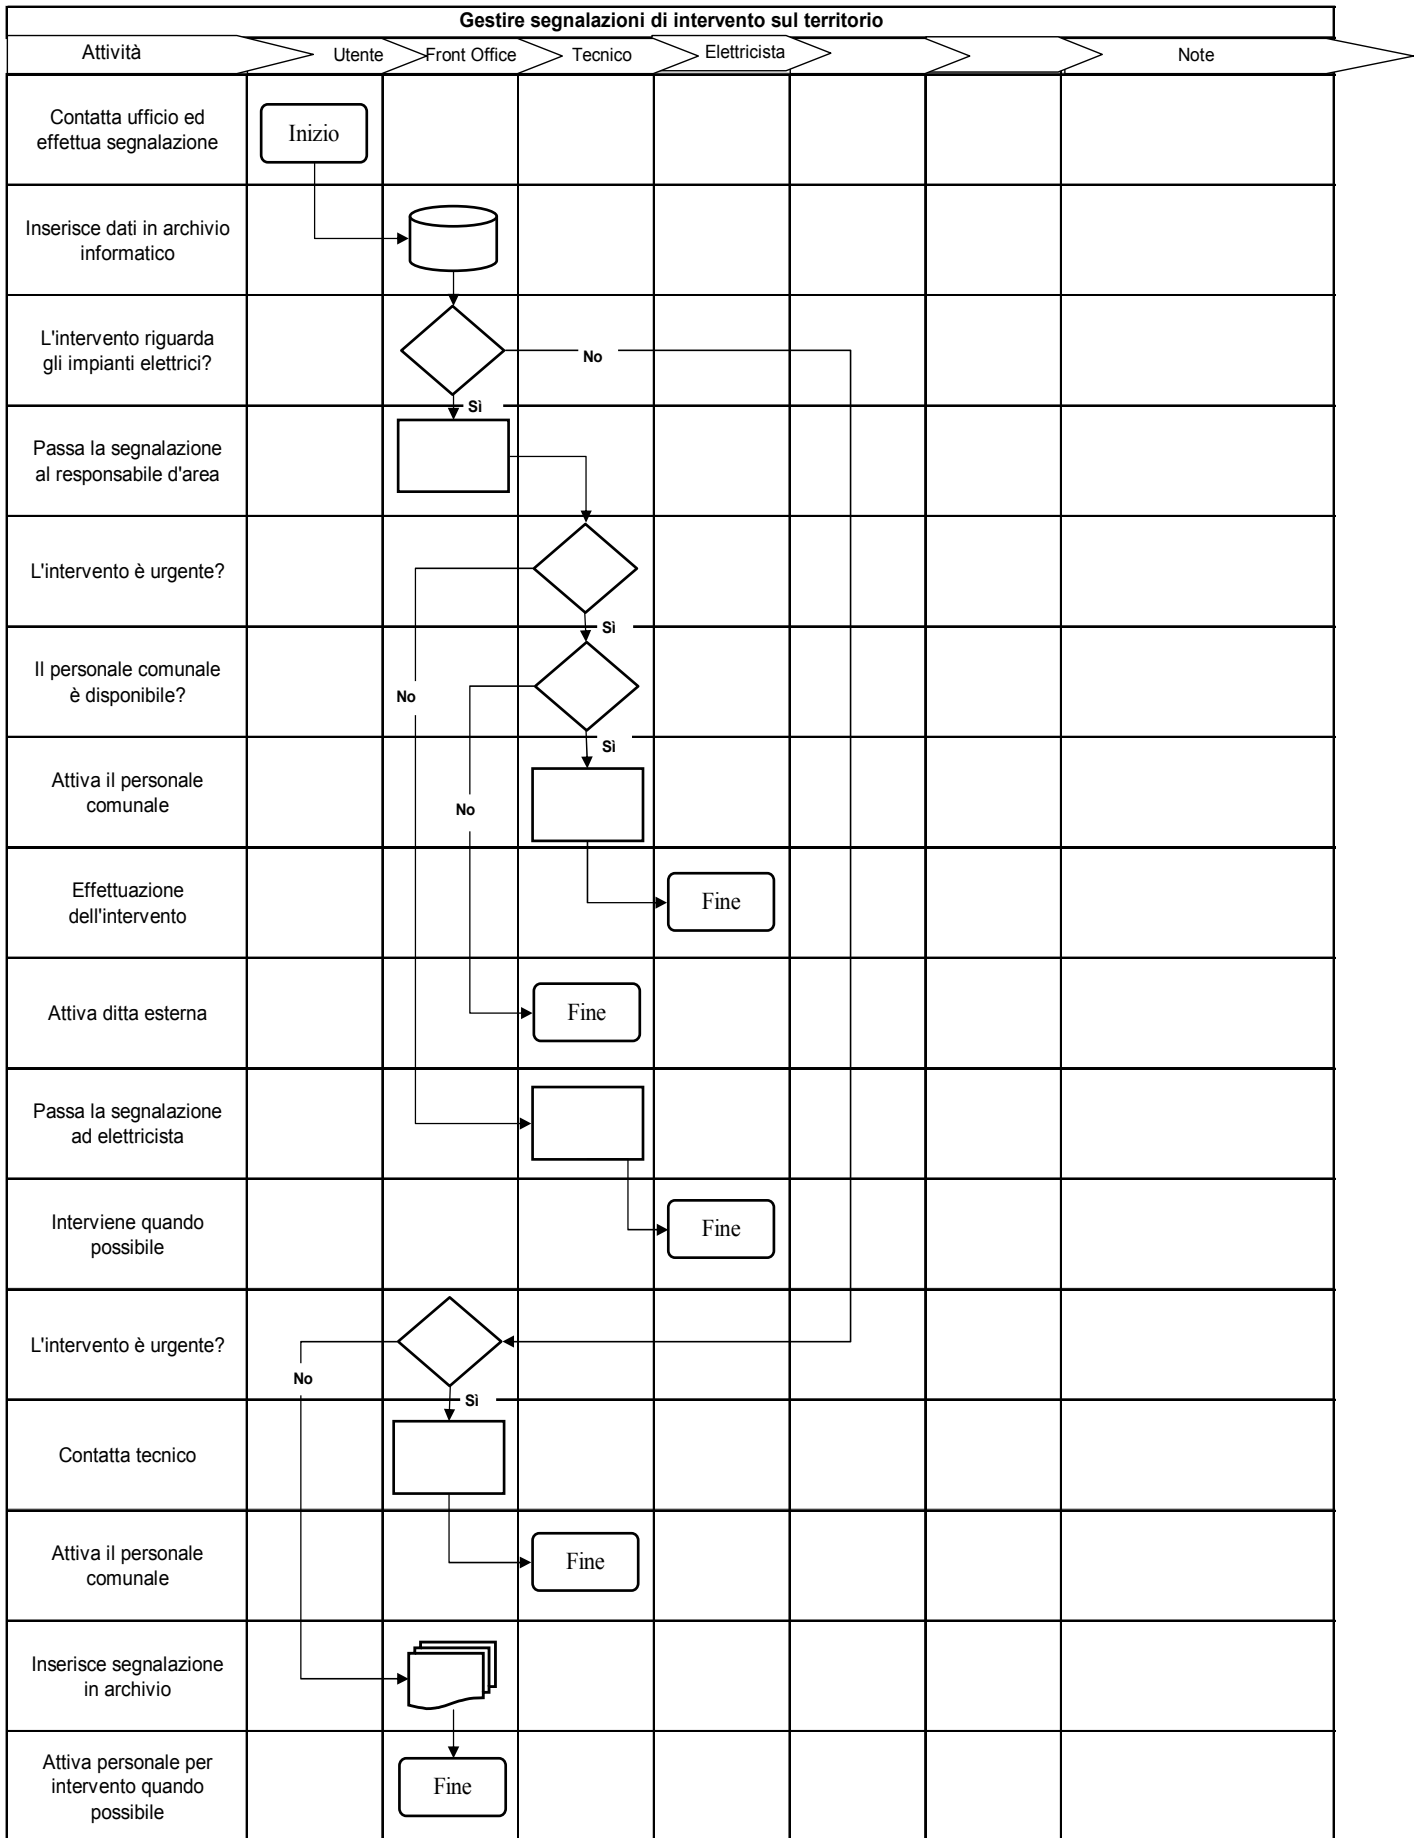 Gestire segnalazioni di intervento sul territorio
Attività
Utente
Front Office
Tecnico
Elettricista
Note
Contatta ufficio ed
effettua segnalazione
Inizio
Inserisce dati in archivio
informatico
L'intervento riguarda
gli impianti elettrici?
No
Sì
Passa la segnalazione
al responsabile d'area
L'intervento è urgente?
Sì
Il personale comunale
è disponibile?
No
Sì
Attiva il personale
comunale
No
Effettuazione
dell'intervento
Fine
Attiva ditta esterna
Fine
Passa la segnalazione
ad elettricista
Interviene quando
possibile
Fine
L'intervento è urgente?
No
Sì
Contatta tecnico
Attiva il personale
comunale
Fine
Inserisce segnalazione
in archivio
Attiva personale per
intervento quando
possibile
Fine